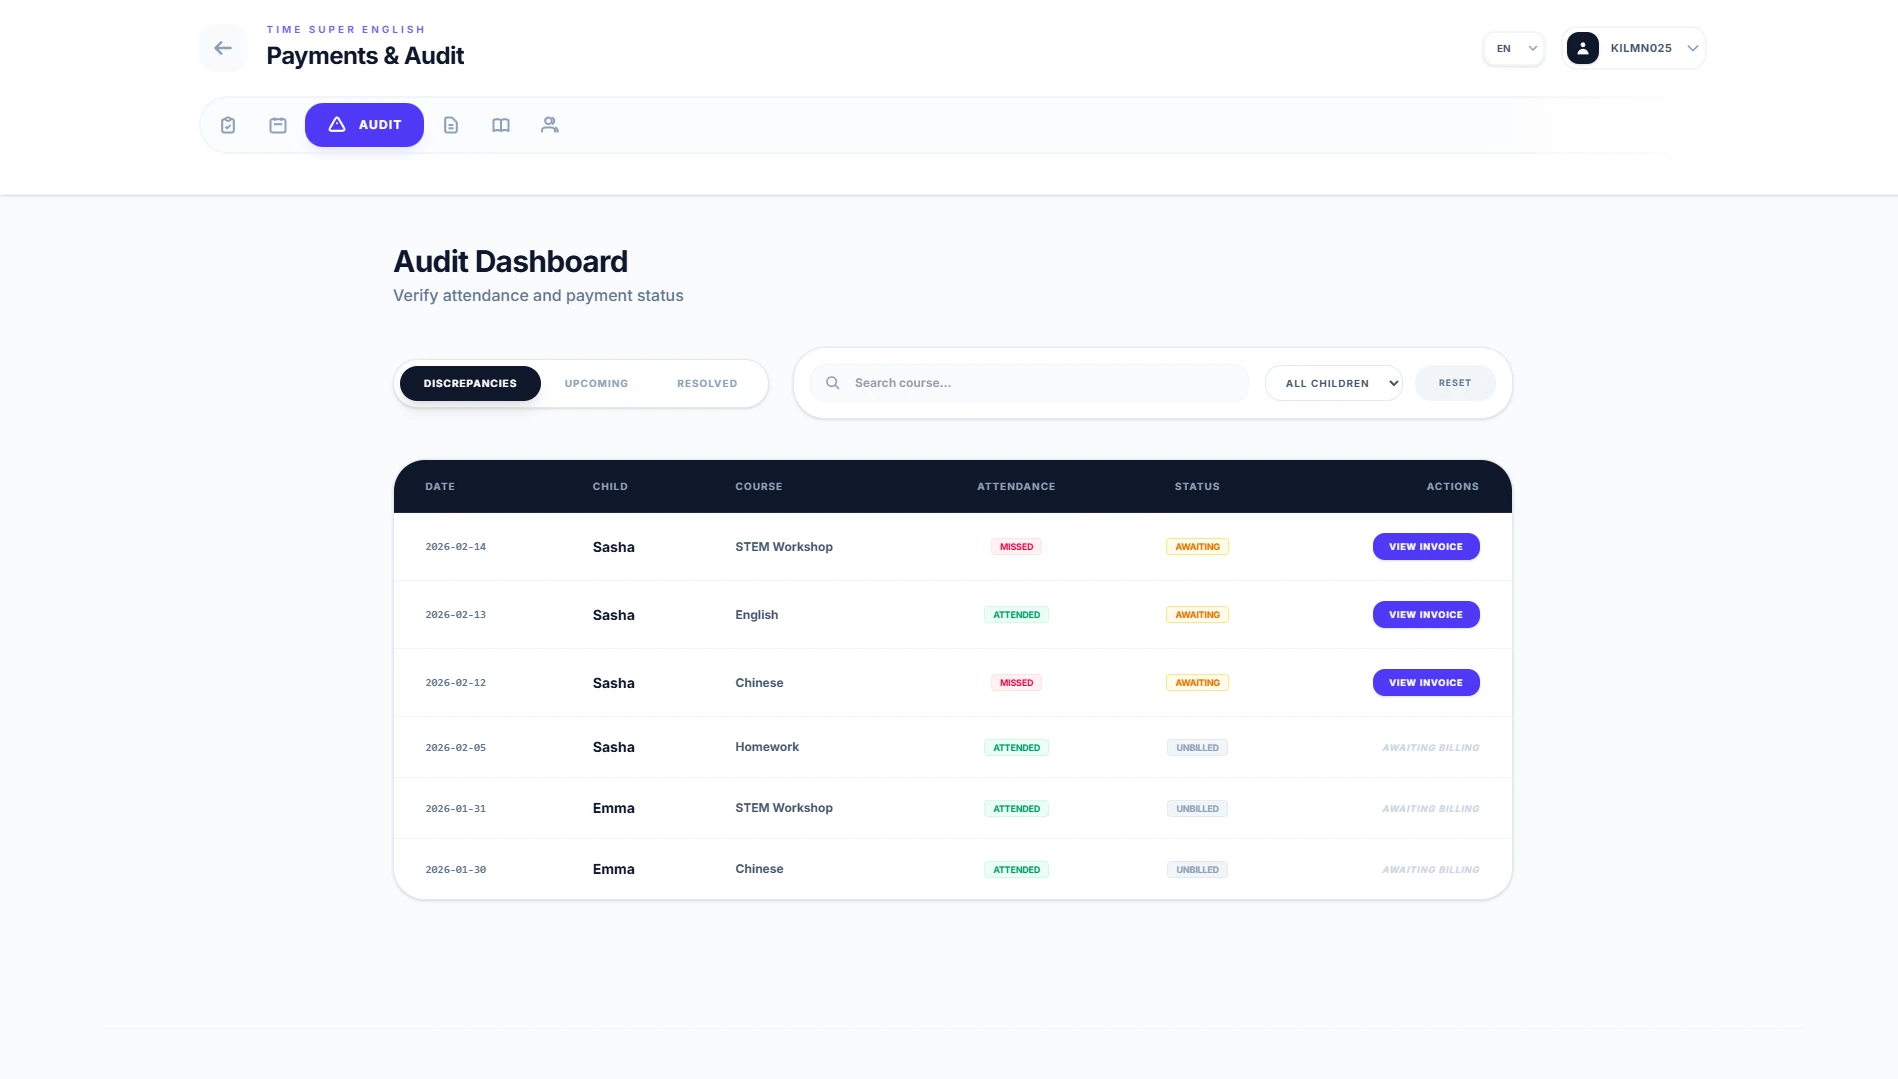 TIME SUPER ENGLISH
Payments & Audit
EN
KILMN025
AUDIT
Audit Dashboard
Verify attendance and payment status
DISCREPANCIES UPCOMING RESOLVED
Search course...
ALL CHILDREN
RESET
DATE CHILD COURSE ATTENDANCE STATUS ACTIONS
2026-02-14 Sasha STEM Workshop MISSED AWAITING VIEW INVOICE
2026-02-13 Sasha English ATTENDED AWAITING VIEW INVOICE
2026-02-12 Sasha Chinese MISSED AWAITING VIEW INVOICE
2026-02-05 Sasha Homework ATTENDED UNBILLED AWAITING BILLING
2026-01-31 Emma STEM Workshop ATTENDED UNBILLED AWAITING BILLING
2026-01-30 Emma Chinese ATTENDED UNBILLED AWAITING BILLING